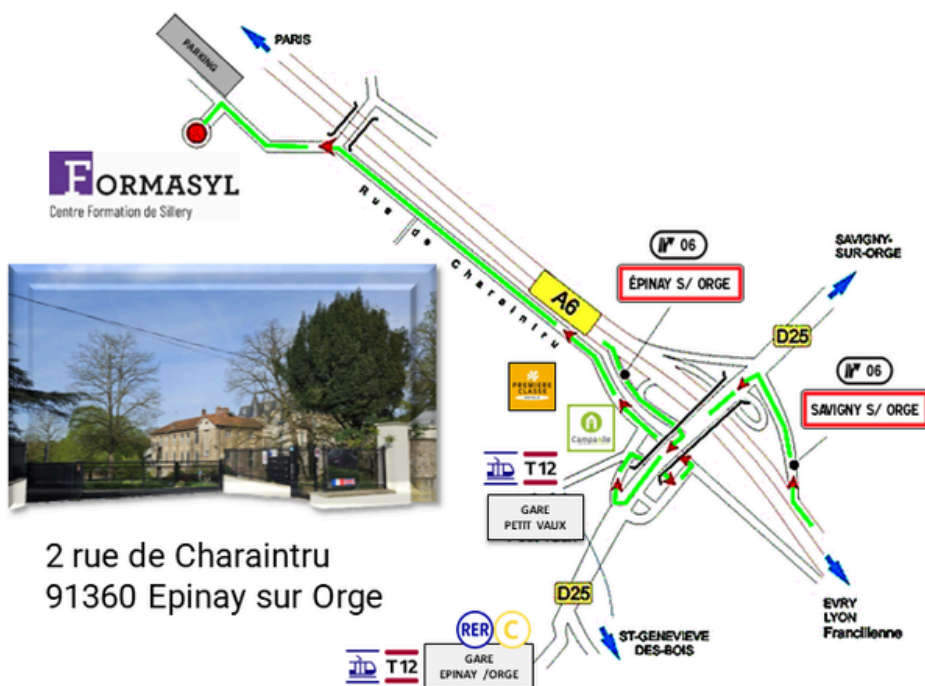 PARKING
PARIS
FORMASYL
Centre Formation de Sillery
Rue de Charaintru
A6
06
ÉPINAY S/ ORGE
SAVIGNY-
SUR-ORGE
D25
06
SAVIGNY S/ ORGE
PREMIERE
CLASSE
Campanile
T12
GARE
PETIT VAUX
2 rue de Charaintru
91360 Epinay sur Orge
D25
EVRY
LYON
Francilienne
ST-GENEVIEVE
DES-BOIS
RER C
T12
GARE
EPINAY /ORGE